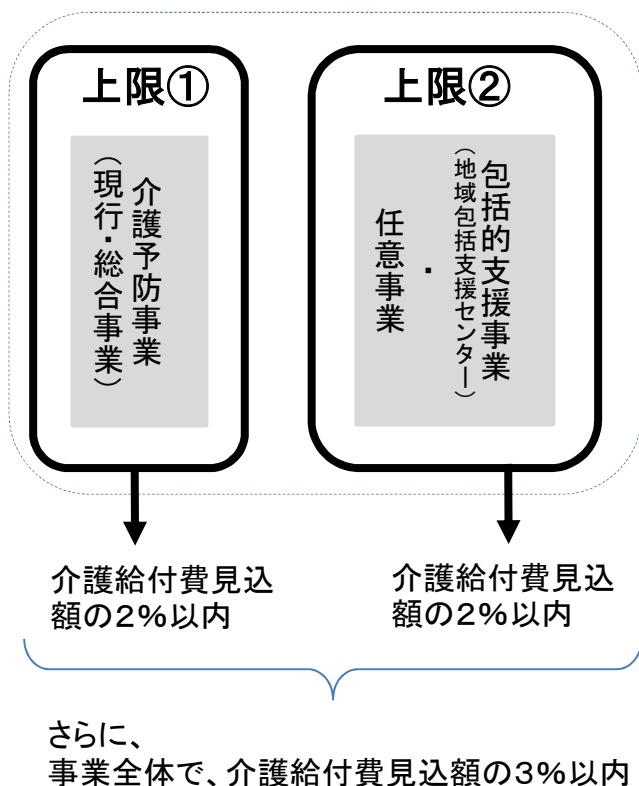 上限①
介護予防事業
（現行・総合事業）
上限②
包括的支援事業
（地域包括支援センター）
・
任意事業
介護給付費見込
額の２％以内
介護給付費見込
額の２％以内
さらに、
事業全体で、介護給付費見込額の３％以内